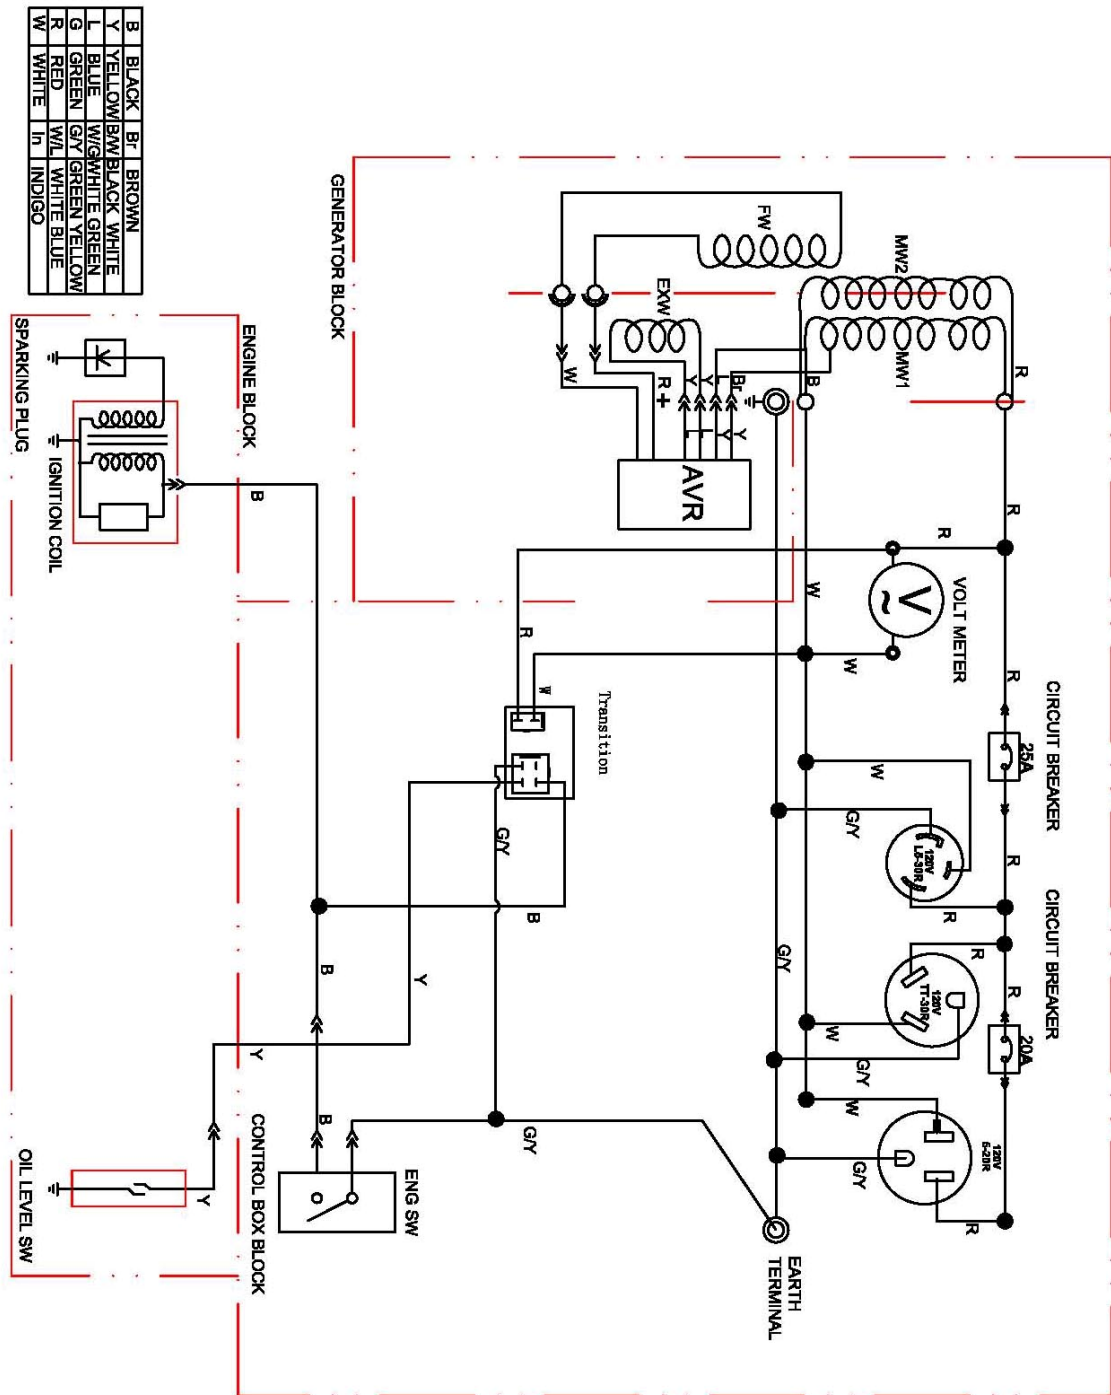 GENERATOR BLOCK
FW
MW2
MW1
R
EXW
W
R
+
Y
Y
L
Br
B
L
L
Y
AVR
R
R
W
VOLT METER
V
~
R
W
W
R
Transition
CIRCUIT BREAKER
25A
R
W
G/Y
120V
L5-30R
R
R
CIRCUIT BREAKER
20A
R
R
120V
TT-30R
W
G/Y
G/Y
W
120V
5-20R
G/Y
R
EARTH
TERMINAL
G/Y
B
Y
G/Y
ENG SW
CONTROL BOX BLOCK
B
B
Y
ENGINE BLOCK
B
IGNITION COIL
SPARKING PLUG
Y
OIL LEVEL SW
B BLACK Br BROWN
Y YELLOW B/W BLACK WHITE
L BLUE W/G WHITE GREEN
G GREEN G/Y GREEN YELLOW
R RED W/L WHITE BLUE
W WHITE In INDIGO